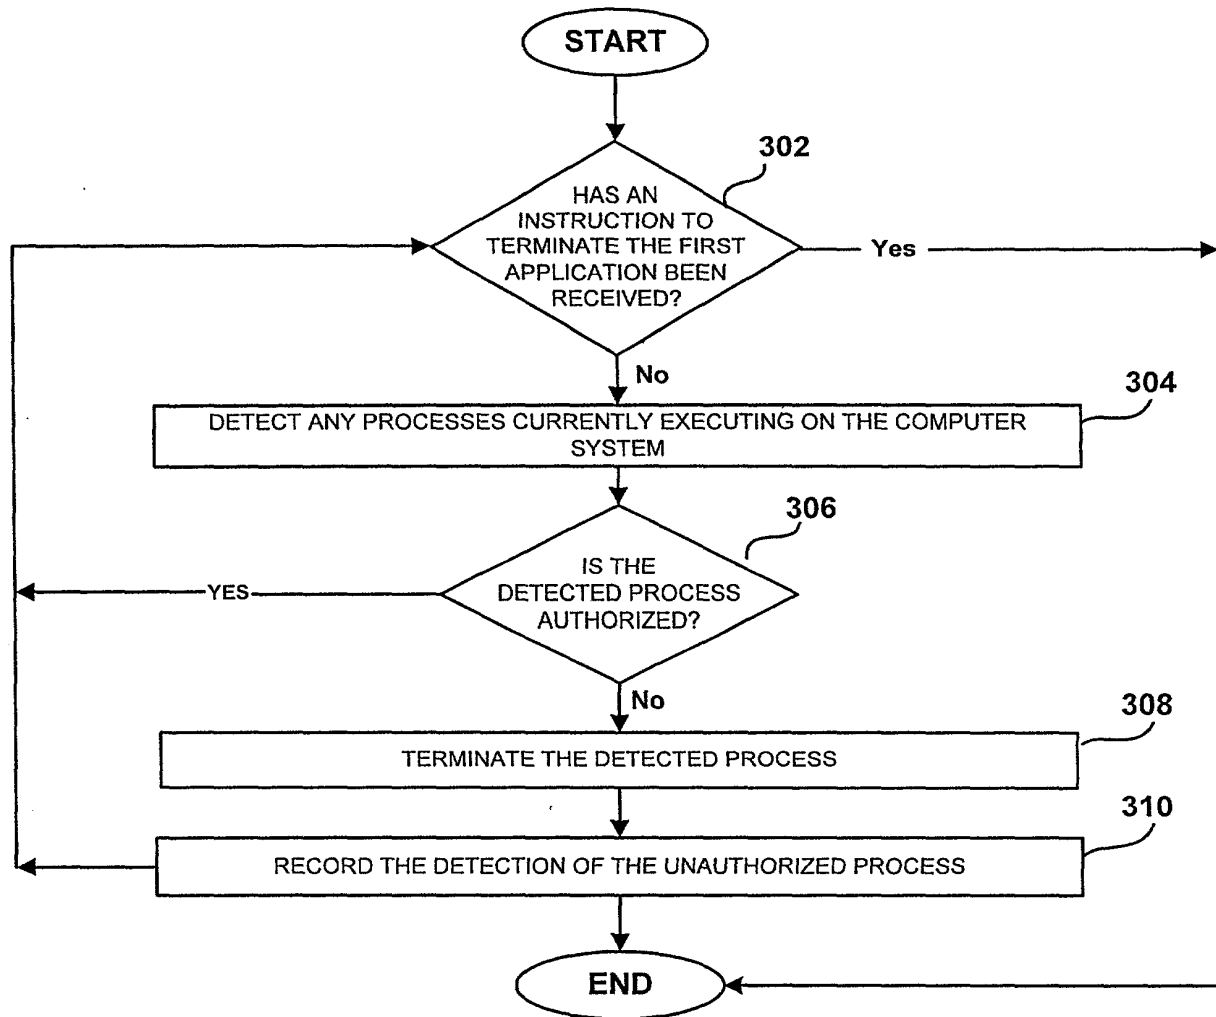 START
302
HAS AN
INSTRUCTION TO
TERMINATE THE FIRST
APPLICATION BEEN
RECEIVED?
Yes
No
304
DETECT ANY PROCESSES CURRENTLY EXECUTING ON THE COMPUTER
SYSTEM
306
IS THE
DETECTED PROCESS
AUTHORIZED?
YES
No
308
TERMINATE THE DETECTED PROCESS
310
RECORD THE DETECTION OF THE UNAUTHORIZED PROCESS
END